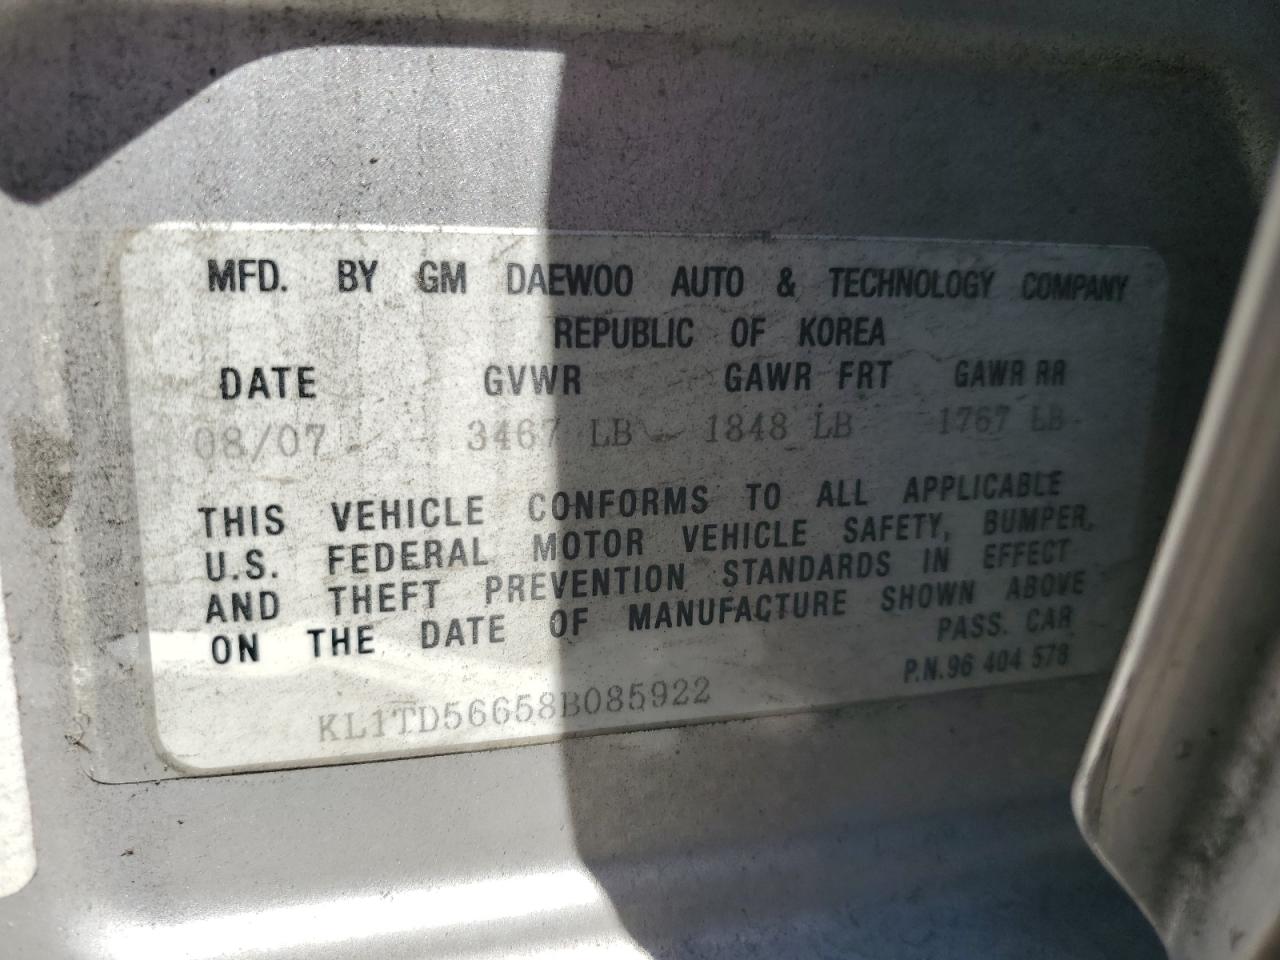 MFD. BY GM DAEWOO AUTO & TECHNOLOGY COMPANY
REPUBLIC OF KOREA
DATE GVWR GAWR FRT GAWR RR
08/07 3467 LB 1848 LB 1767 LB
THIS VEHICLE CONFORMS TO ALL APPLICABLE
U.S. FEDERAL MOTOR VEHICLE SAFETY, BUMPER,
AND THEFT PREVENTION STANDARDS IN EFFECT
ON THE DATE OF MANUFACTURE SHOWN ABOVE
PASS. CAR
P.N.96 404 578
KL1TD56658B085922